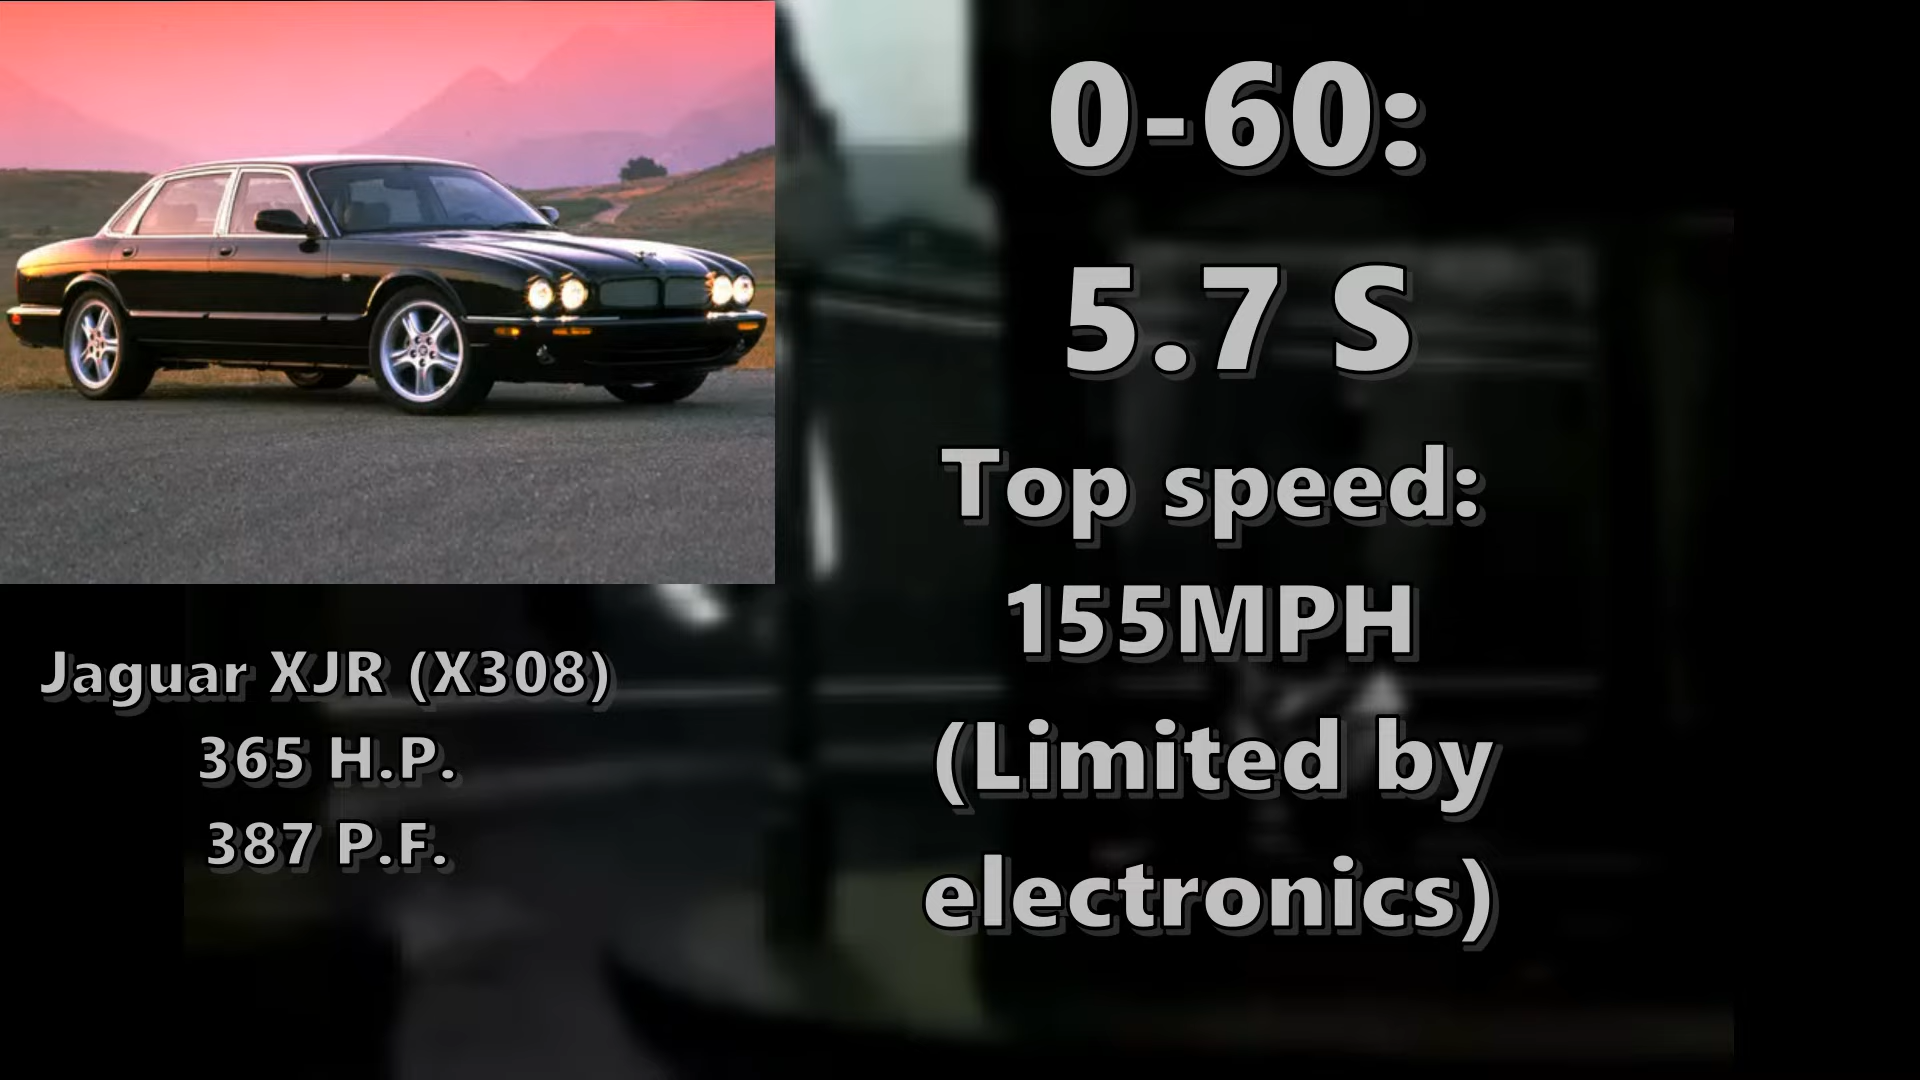 0-60:
5.7 S
Top speed:
155MPH
(Limited by
electronics)
Jaguar XJR (X308)
365 H.P.
387 P.F.